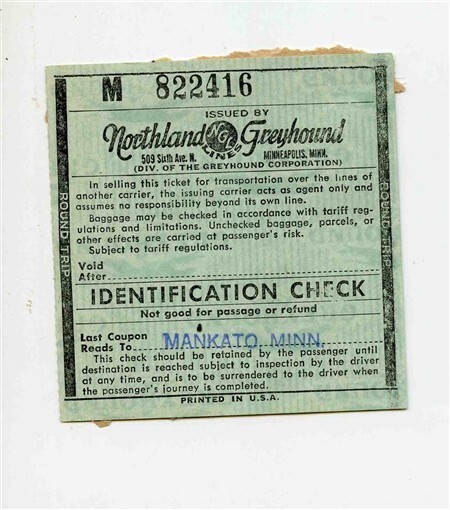 M 822416
ISSUED BY
Northland NGL LINES Greyhound
509 Sixth Ave. N. MINNEAPOLIS, MINN.
(DIV. OF THE GREYHOUND CORPORATION)
In selling this ticket for transportation over the lines of
another carrier, the issuing carrier acts as agent only and
assumes no responsibility beyond its own line.
Baggage may be checked in accordance with tariff reg-
ulations and limitations. Unchecked baggage, parcels, or
other effects are carried at passenger's risk.
Subject to tariff regulations.
Void
After
IDENTIFICATION CHECK
Not good for passage or refund
Last Coupon
Reads To MANKATO MINN.
This check should be retained by the passenger until
destination is reached subject to inspection by the driver
at any time, and is to be surrendered to the driver when
the passenger's journey is completed.
PRINTED IN U.S.A.
ROUND TRIP
ROUND TRIP